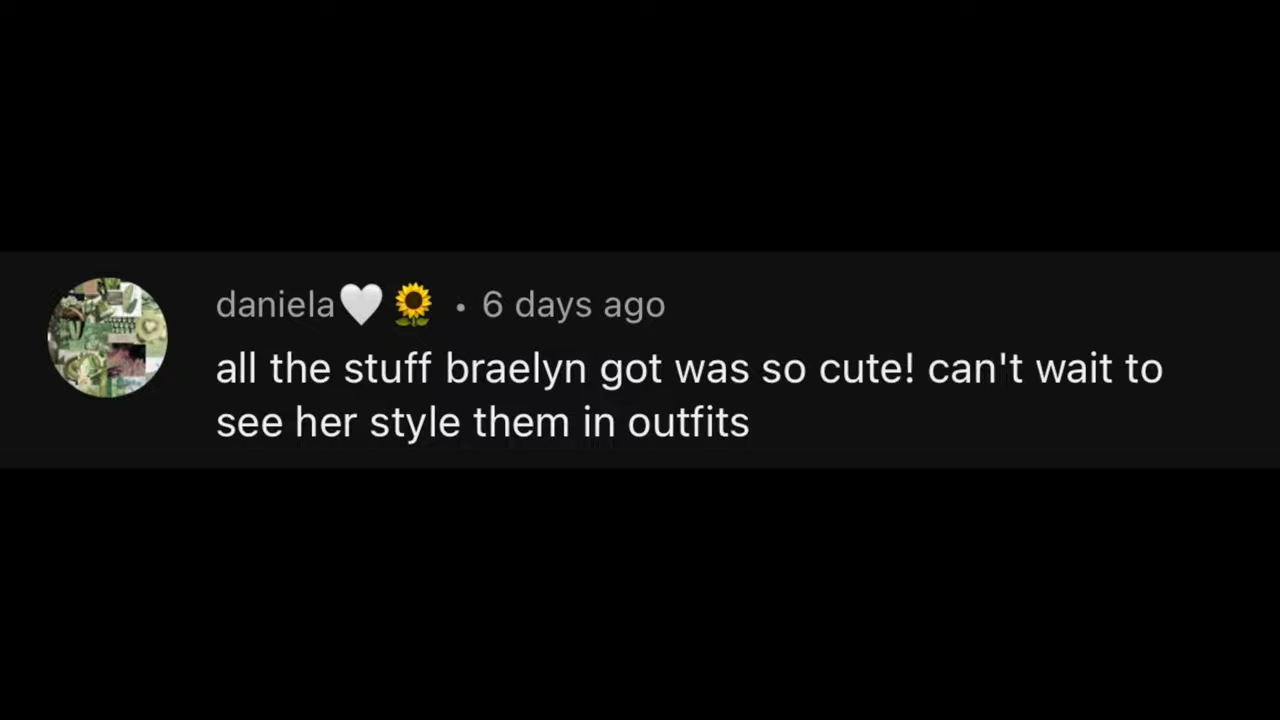 daniela🤍🌻 • 6 days ago
all the stuff braelyn got was so cute! can't wait to
see her style them in outfits